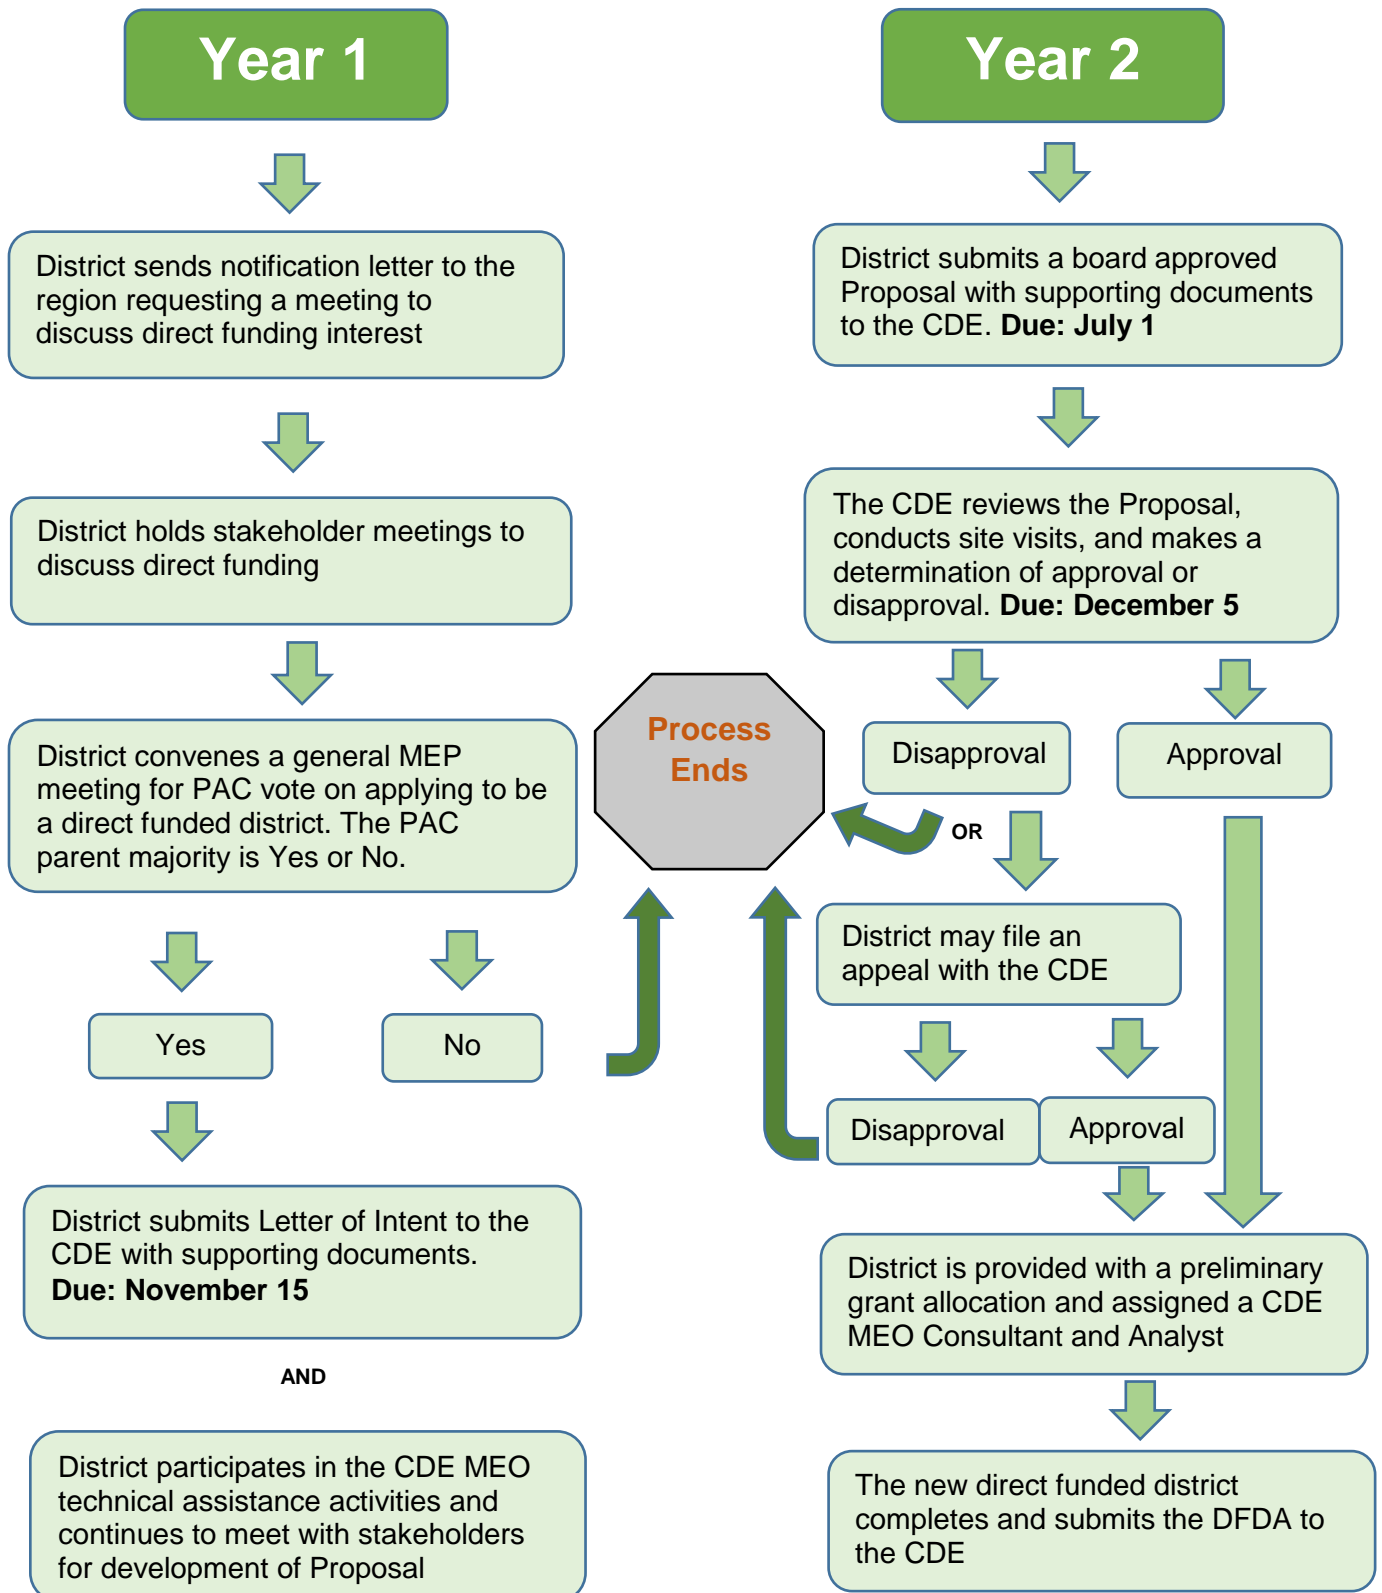 Year 1
District sends notification letter to the
region requesting a meeting to
discuss direct funding interest
District holds stakeholder meetings to
discuss direct funding
District convenes a general MEP
meeting for PAC vote on applying to be
a direct funded district. The PAC
parent majority is Yes or No.
Yes
No
District submits Letter of Intent to the
CDE with supporting documents.
Due: November 15
AND
District participates in the CDE MEO
technical assistance activities and
continues to meet with stakeholders
for development of Proposal
Process
Ends
Year 2
District submits a board approved
Proposal with supporting documents
to the CDE. Due: July 1
The CDE reviews the Proposal,
conducts site visits, and makes a
determination of approval or
disapproval. Due: December 5
Disapproval
Approval
OR
District may file an
appeal with the CDE
Disapproval
Approval
District is provided with a preliminary
grant allocation and assigned a CDE
MEO Consultant and Analyst
The new direct funded district
completes and submits the DFDA to
the CDE